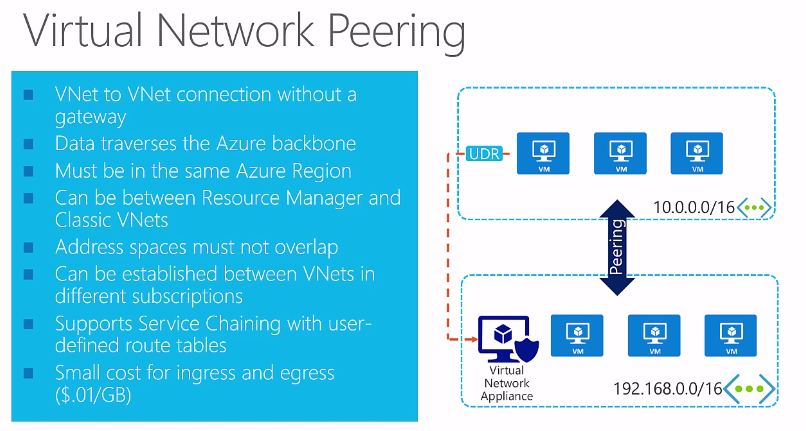 Virtual Network Peering
VNet to VNet connection without a
gateway
Data traverses the Azure backbone
Must be in the same Azure Region
Can be between Resource Manager and
Classic VNets
Address spaces must not overlap
Can be established between VNets in
different subscriptions
Supports Service Chaining with user-
defined route tables
Small cost for ingress and egress
($.01/GB)
UDR
VM
VM
VM
10.0.0.0/16
Peering
VM
VM
VM
Virtual
Network
Appliance
192.168.0.0/16